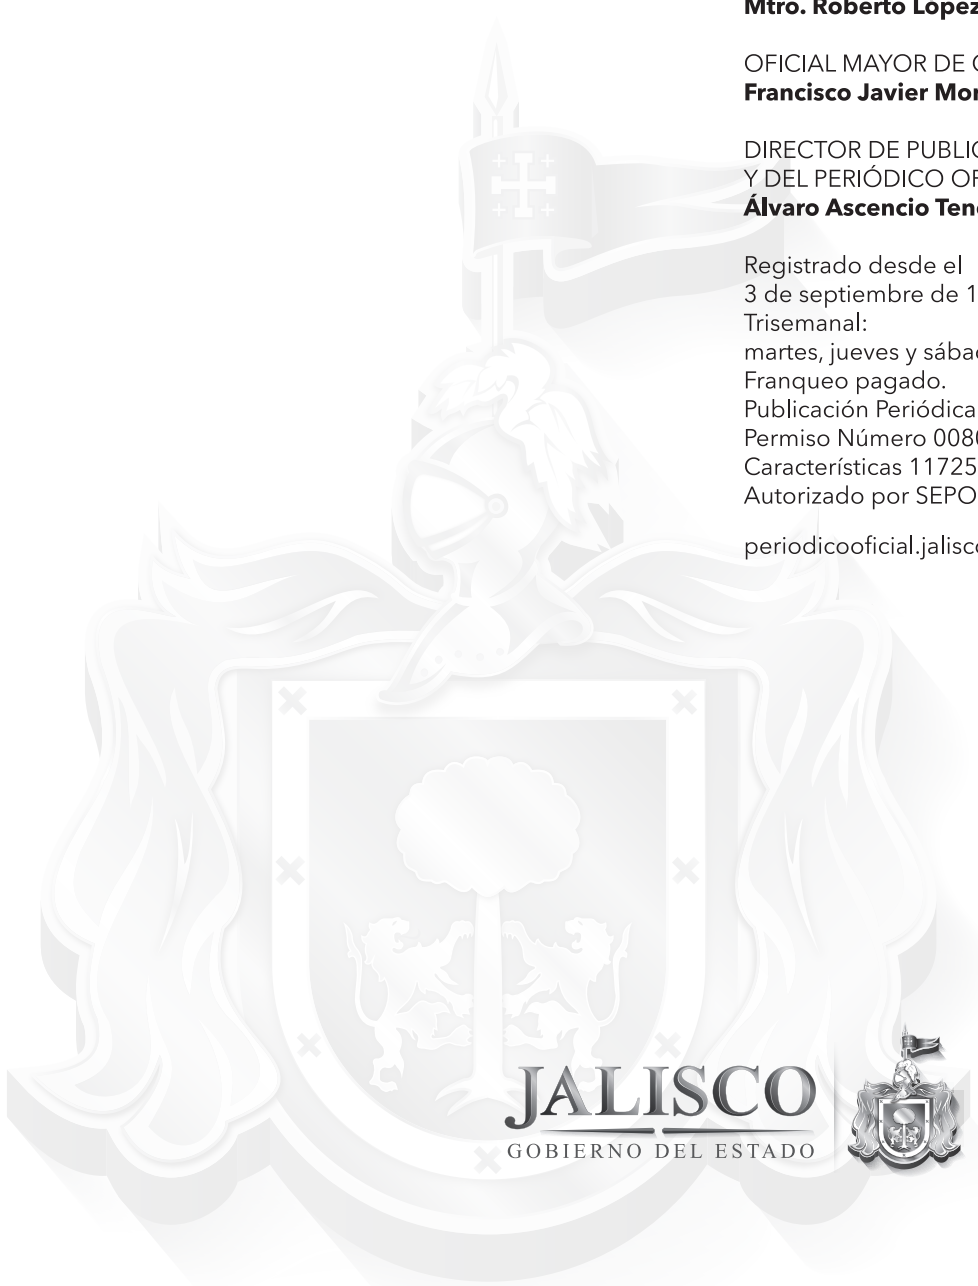 Mtro. Roberto López
OFICIAL MAYOR DE
Francisco Javier Mor
DIRECTOR DE PUBLIC
Y DEL PERIÓDICO OF
Álvaro Ascencio Ten
Registrado desde el
3 de septiembre de 1
Trisemanal:
martes, jueves y sába
Franqueo pagado.
Publicación Periódica
Permiso Número 0080
Características 11725
Autorizado por SEPO
periodicooficial.jalisc
JALISCO
GOBIERNO DEL ESTADO